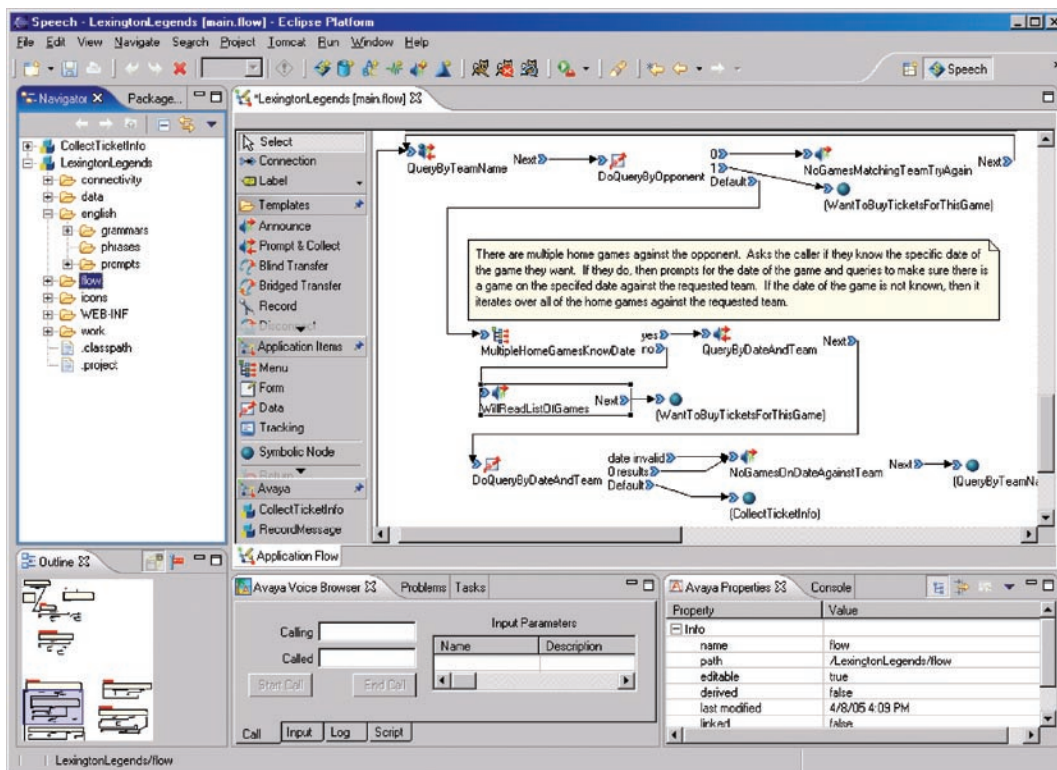 Speech - LexingtonLegends [main.flow] - Eclipse Platform
File Edit View Navigate Search Project Tomcat Run Window Help
Speech
Navigator Package...
CollectTicketInfo
LexingtonLegends
connectivity
data
english
grammars
phrases
prompts
flow
icons
WEB-INF
work
.classpath
.project
*LexingtonLegends [main.flow]
Select
Connection
Label
Templates
Announce
Prompt & Collect
Blind Transfer
Bridged Transfer
Record
Disconnect
Application Items
Menu
Form
Data
Tracking
Symbolic Node
Return
Avaya
CollectTicketInfo
RecordMessage
QueryByTeamName Next
DoQueryByOpponent 0 1 Default
NoGamesMatchingTeamTryAgain Next
(WantToBuyTicketsForThisGame)
There are multiple home games against the opponent. Asks the caller if they know the specific date of
the game they want. If they do, then prompts for the date of the game and queries to make sure there is
a game on the specifed date against the requested team. If the date of the game is not known, then it
iterates over all of the home games against the requested team.
MultipleHomeGamesKnowDate yes no
QueryByDateAndTeam Next
WillReadListOfGames Next
(WantToBuyTicketsForThisGame)
DoQueryByDateAndTeam date invalid 0 results Default
NoGamesOnDateAgainstTeam Next
(QueryByTeamNa
(CollectTicketInfo)
Application Flow
Outline
Avaya Voice Browser Problems Tasks
Calling
Called
Start Call End Call
Input Parameters
Name Description
Call Input Log Script
Avaya Properties Console
Property Value
Info
name flow
path /LexingtonLegends/flow
editable true
derived false
last modified 4/8/05 4:09 PM
linked false
LexingtonLegends/flow